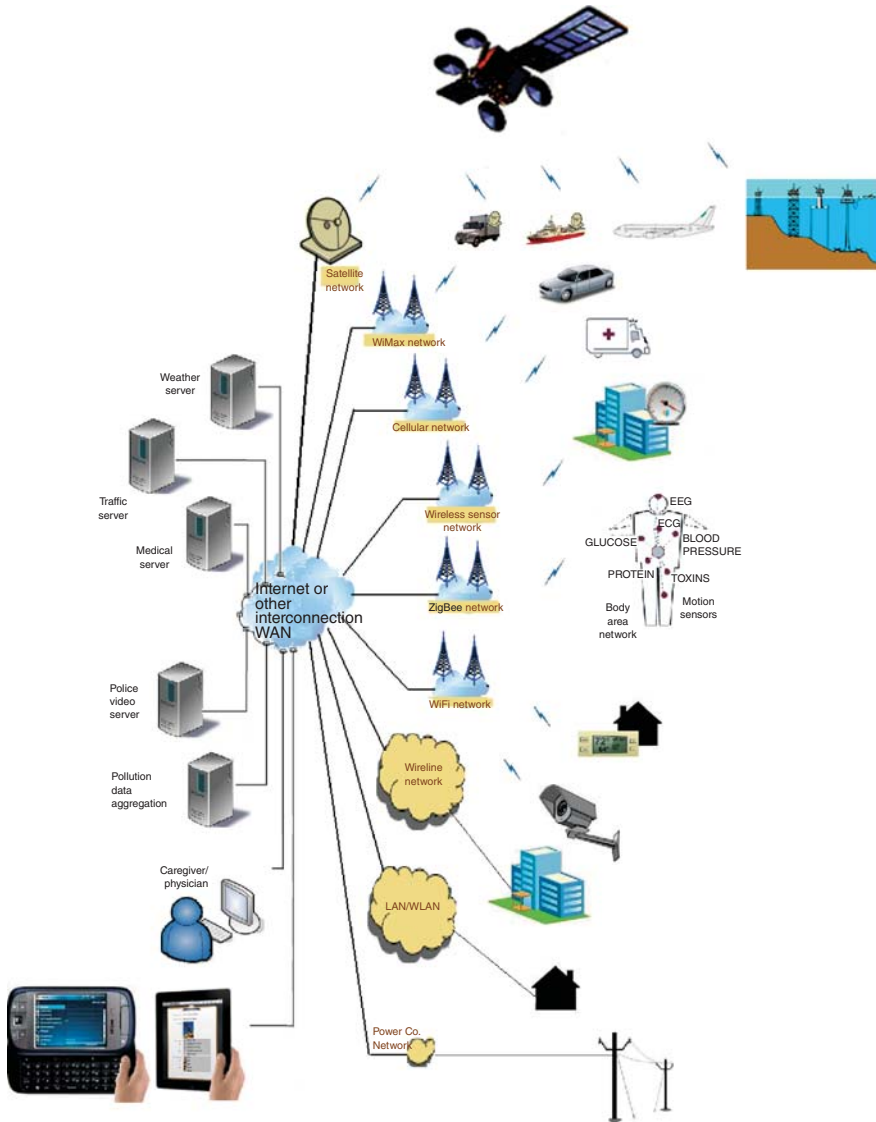 Satellite
network
WiMax network
Weather
server
Cellular network
Traffic
server
Wireless sensor
network
Medical
server
EEG
ECG
GLUCOSE
BLOOD
PRESSURE
PROTEIN
TOXINS
Body
area
network
Motion
sensors
Internet or
other
interconnection
WAN
ZigBee network
WiFi network
Police
video
server
Wireline
network
Pollution
data
aggregation
Caregiver/
physician
LAN/WLAN
Power Co.
Network